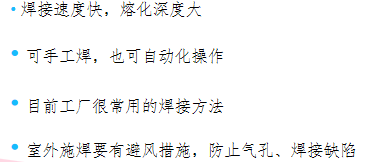 • 焊接速度快，熔化深度大
• 可手工焊，也可自动化操作
• 目前工厂很常用的焊接方法
• 室外施焊要有避风措施，防止气孔、焊接缺陷